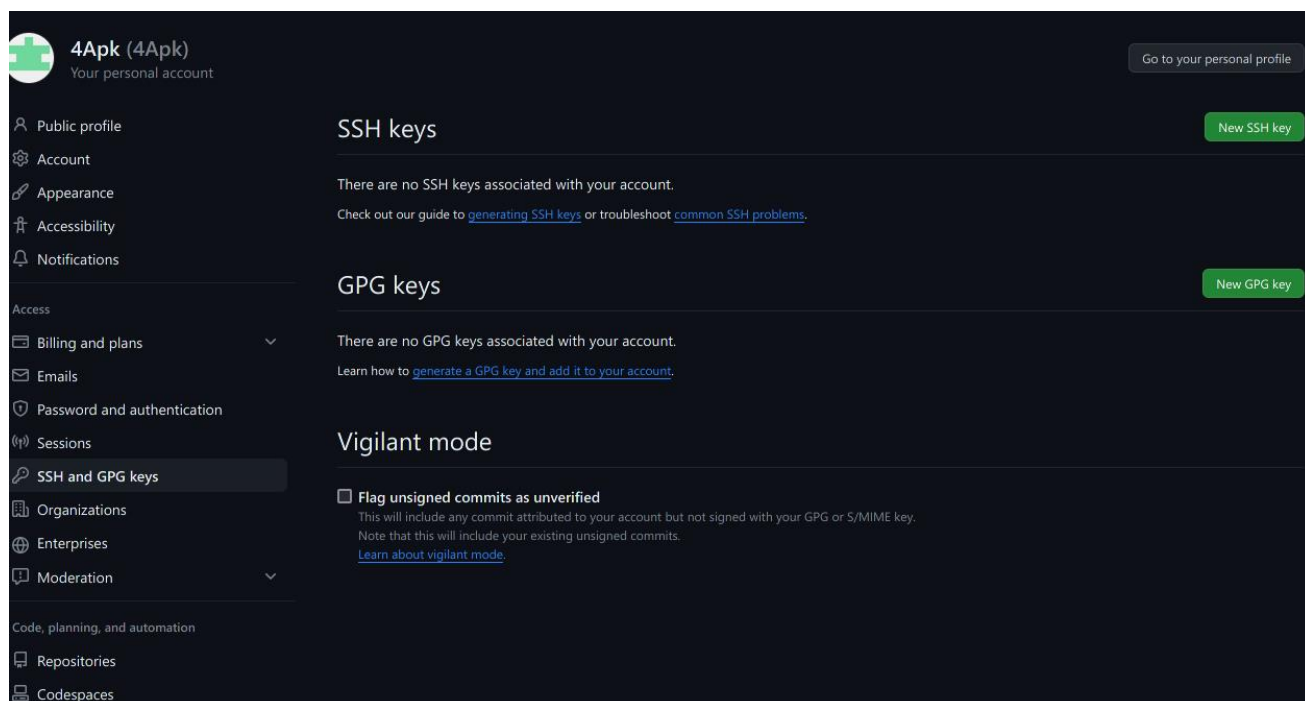 4Apk (4Apk)
Your personal account
Go to your personal profile
Public profile
Account
Appearance
Accessibility
Notifications
Access
Billing and plans
Emails
Password and authentication
Sessions
SSH and GPG keys
Organizations
Enterprises
Moderation
Code, planning, and automation
Repositories
Codespaces
SSH keys
New SSH key
There are no SSH keys associated with your account.
Check out our guide to generating SSH keys or troubleshoot common SSH problems.
GPG keys
New GPG key
There are no GPG keys associated with your account.
Learn how to generate a GPG key and add it to your account.
Vigilant mode
Flag unsigned commits as unverified
This will include any commit attributed to your account but not signed with your GPG or S/MIME key.
Note that this will include your existing unsigned commits.
Learn about vigilant mode.